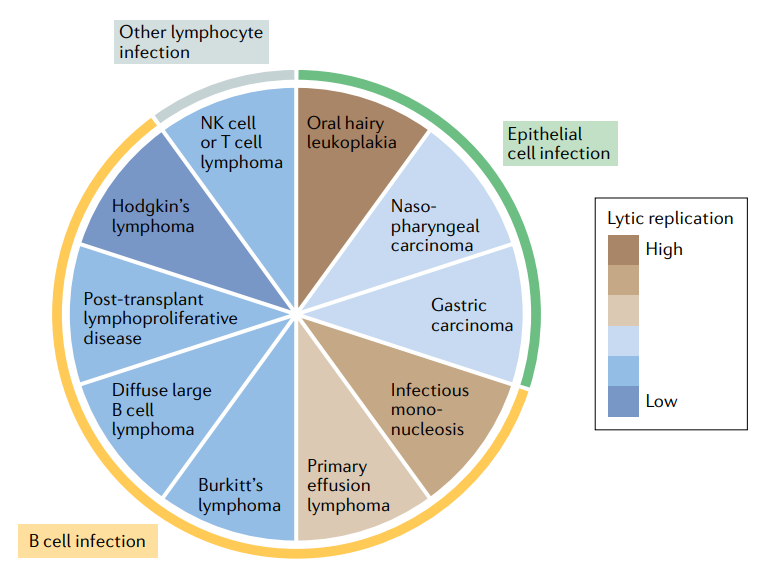 Other lymphocyte
infection
NK cell
or T cell
lymphoma
Oral hairy
leukoplakia
Epithelial
cell infection
Naso-
pharyngeal
carcinoma
Gastric
carcinoma
Infectious
mono-
nucleosis
Primary
effusion
lymphoma
Burkitt’s
lymphoma
Diffuse large
B cell
lymphoma
Post-transplant
lymphoproliferative
disease
Hodgkin’s
lymphoma
B cell infection
Lytic replication
High
Low